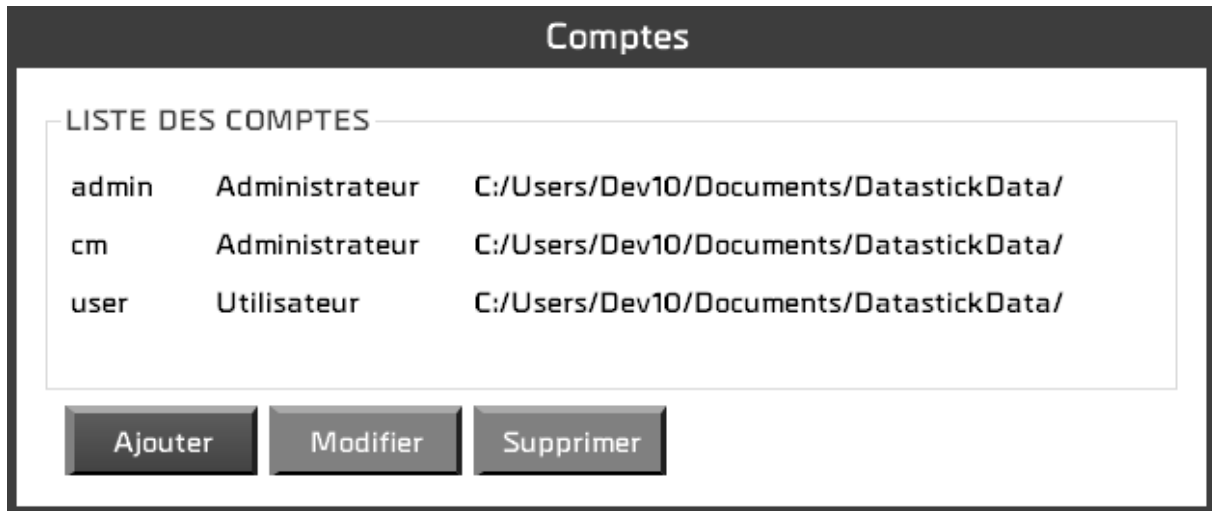 Comptes
LISTE DES COMPTES
admin Administrateur C:/Users/Dev10/Documents/DatastickData/
cm Administrateur C:/Users/Dev10/Documents/DatastickData/
user Utilisateur C:/Users/Dev10/Documents/DatastickData/
Ajouter Modifier Supprimer